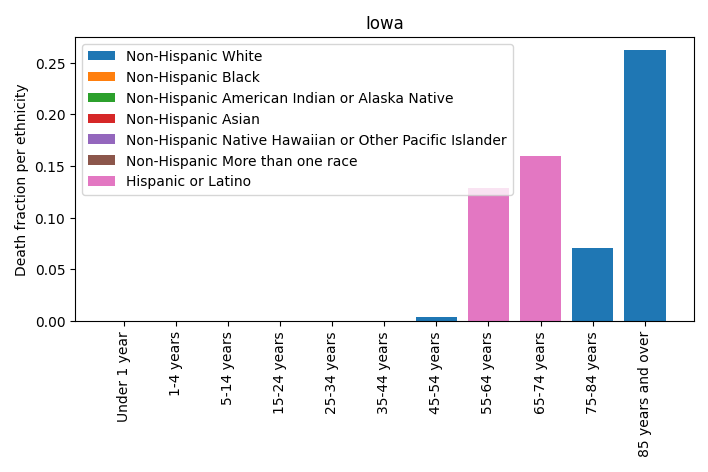 Iowa
Death fraction per ethnicity
0.25
0.20
0.15
0.10
0.05
0.00
Non-Hispanic White
Non-Hispanic Black
Non-Hispanic American Indian or Alaska Native
Non-Hispanic Asian
Non-Hispanic Native Hawaiian or Other Pacific Islander
Non-Hispanic More than one race
Hispanic or Latino
Under 1 year
1-4 years
5-14 years
15-24 years
25-34 years
35-44 years
45-54 years
55-64 years
65-74 years
75-84 years
85 years and over